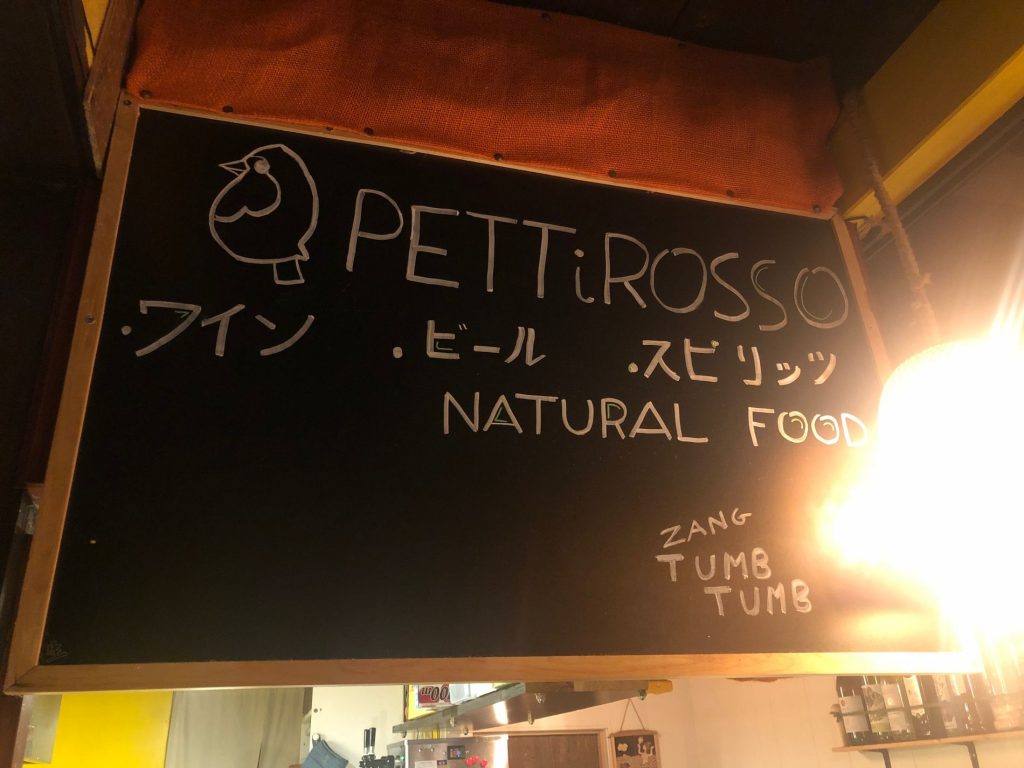 PETTiROSSO
・ワイン ・ビール ・スピリッツ
NATURAL FOOD
ZANG
TUMB
TUMB